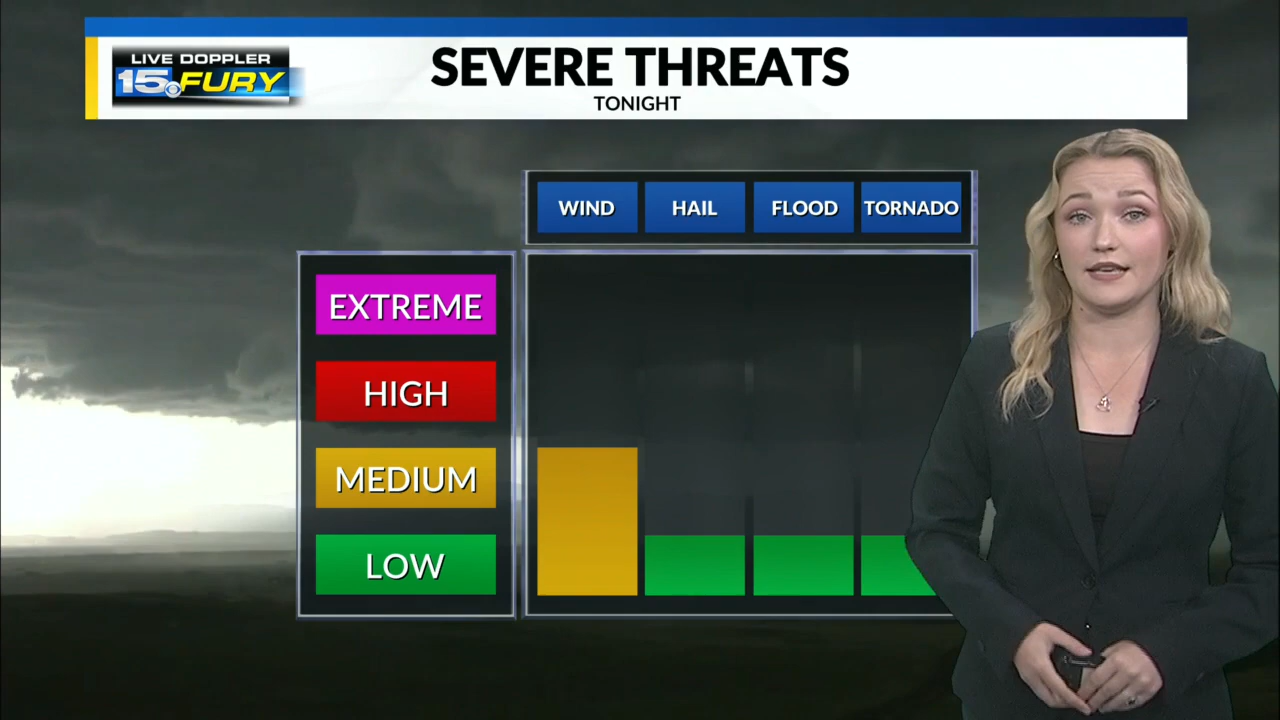 LIVE DOPPLER
15 FURY
SEVERE THREATS
TONIGHT
WIND HAIL FLOOD TORNADO
EXTREME
HIGH
MEDIUM
LOW